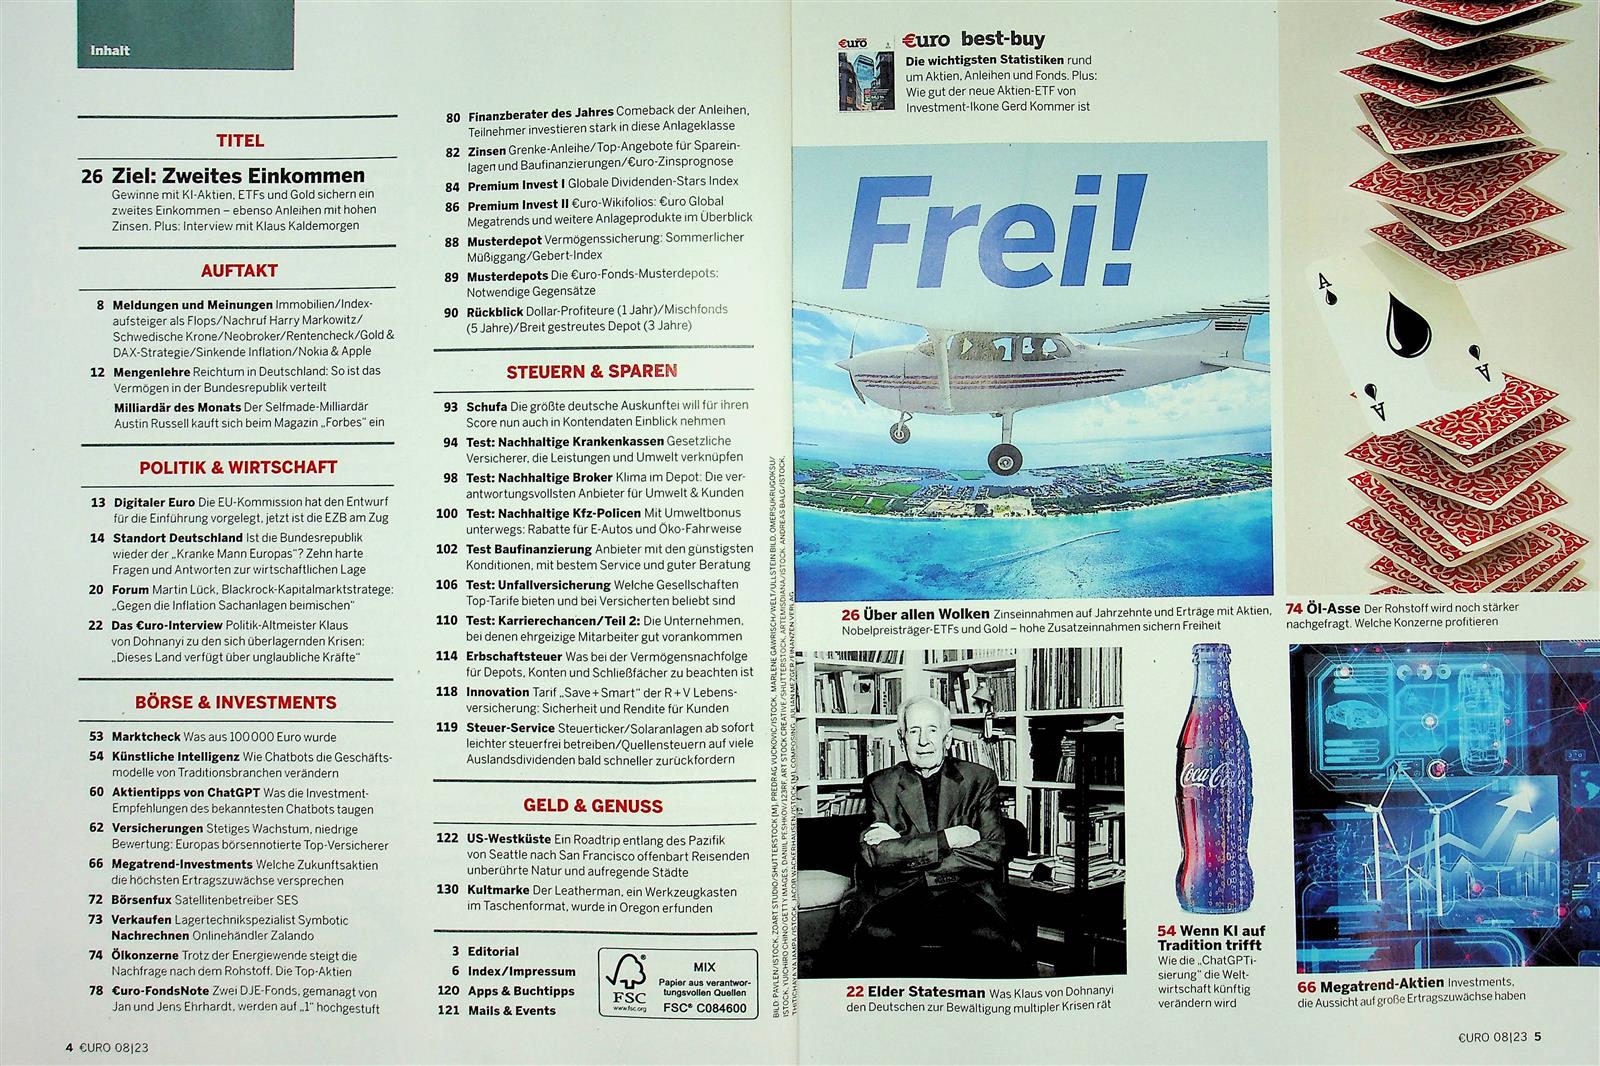 Inhalt
TITEL
26 Ziel: Zweites Einkommen
Gewinne mit KI-Aktien, ETFs und Gold sichern ein
zweites Einkommen – ebenso Anleihen mit hohen
Zinsen. Plus: Interview mit Klaus Kaldemorgen
AUFTAKT
8 Meldungen und Meinungen Immobilien/Index-
aufsteiger als Flops/Nachruf Harry Markowitz/
Schwedische Krone/Neobroker/Rentencheck/Gold &
DAX-Strategie/Sinkende Inflation/Nokia & Apple
12 Mengenlehre Reichtum in Deutschland: So ist das
Vermögen in der Bundesrepublik verteilt
Milliardär des Monats Der Selfmade-Milliardär
Austin Russell kauft sich beim Magazin „Forbes“ ein
POLITIK & WIRTSCHAFT
13 Digitaler Euro Die EU-Kommission hat den Entwurf
für die Einführung vorgelegt, jetzt ist die EZB am Zug
14 Standort Deutschland Ist die Bundesrepublik
wieder der „Kranke Mann Europas“? Zehn harte
Fragen und Antworten zur wirtschaftlichen Lage
20 Forum Martin Lück, Blackrock-Kapitalmarktstratege:
„Gegen die Inflation Sachanlagen beimischen“
22 Das €uro-Interview Politik-Altmeister Klaus
von Dohnanyi zu den sich überlagernden Krisen:
„Dieses Land verfügt über unglaubliche Kräfte“
BÖRSE & INVESTMENTS
53 Marktcheck Was aus 100 000 Euro wurde
54 Künstliche Intelligenz Wie Chatbots die Geschäfts-
modelle von Traditionsbranchen verändern
60 Aktientipps von ChatGPT Was die Investment-
Empfehlungen des bekanntesten Chatbots taugen
62 Versicherungen Stetiges Wachstum, niedrige
Bewertung: Europas börsennotierte Top-Versicherer
66 Megatrend-Investments Welche Zukunftsaktien
die höchsten Ertragszuwächse versprechen
72 Börsenfux Satellitenbetreiber SES
73 Verkaufen Lagertechnikspezialist Symbotic
Nachrechnen Onlinehändler Zalando
74 Ölkonzerne Trotz der Energiewende steigt die
Nachfrage nach dem Rohstoff. Die Top-Aktien
78 €uro-FondsNote Zwei DJE-Fonds, gemanagt von
Jan und Jens Ehrhardt, werden auf „1“ hochgestuft
4 €URO 08|23
80 Finanzberater des Jahres Comeback der Anleihen,
Teilnehmer investieren stark in diese Anlageklasse
82 Zinsen Grenke-Anleihe/Top-Angebote für Sparein-
lagen und Baufinanzierungen/€uro-Zinsprognose
84 Premium Invest I Globale Dividenden-Stars Index
86 Premium Invest II €uro-Wikifolios: €uro Global
Megatrends und weitere Anlageprodukte im Überblick
88 Musterdepot Vermögenssicherung: Sommerlicher
Müßiggang/Gebert-Index
89 Musterdepots Die €uro-Fonds-Musterdepots:
Notwendige Gegensätze
90 Rückblick Dollar-Profiteure (1 Jahr)/Mischfonds
(5 Jahre)/Breit gestreutes Depot (3 Jahre)
STEUERN & SPAREN
93 Schufa Die größte deutsche Auskunftei will für ihren
Score nun auch in Kontendaten Einblick nehmen
94 Test: Nachhaltige Krankenkassen Gesetzliche
Versicherer, die Leistungen und Umwelt verknüpfen
98 Test: Nachhaltige Broker Klima im Depot: Die ver-
antwortungsvollsten Anbieter für Umwelt & Kunden
100 Test: Nachhaltige Kfz-Policen Mit Umweltbonus
unterwegs: Rabatte für E-Autos und Öko-Fahrweise
102 Test Baufinanzierung Anbieter mit den günstigsten
Konditionen, mit bestem Service und guter Beratung
106 Test: Unfallversicherung Welche Gesellschaften
Top-Tarife bieten und bei Versicherten beliebt sind
110 Test: Karrierechancen/Teil 2: Die Unternehmen,
bei denen ehrgeizige Mitarbeiter gut vorankommen
114 Erbschaftsteuer Was bei der Vermögensnachfolge
für Depots, Konten und Schließfächer zu beachten ist
118 Innovation Tarif „Save + Smart“ der R + V Lebens-
versicherung: Sicherheit und Rendite für Kunden
119 Steuer-Service Steuerticker/Solaranlagen ab sofort
leichter steuerfrei betreiben/Quellensteuern auf viele
Auslandsdividenden bald schneller zurückfordern
GELD & GENUSS
122 US-Westküste Ein Roadtrip entlang des Pazifik
von Seattle nach San Francisco offenbart Reisenden
unberührte Natur und aufregende Städte
130 Kultmarke Der Leatherman, ein Werkzeugkasten
im Taschenformat, wurde in Oregon erfunden
3 Editorial
6 Index/Impressum
120 Apps & Buchtipps
121 Mails & Events
FSC
www.fsc.org
MIX
Papier aus verantwor-
tungsvollen Quellen
FSC® C084600
€uro
€uro best-buy
Die wichtigsten Statistiken rund
um Aktien, Anleihen und Fonds. Plus:
Wie gut der neue Aktien-ETF von
Investment-Ikone Gerd Kommer ist
Frei!
26 Über allen Wolken Zinseinnahmen auf Jahrzehnte und Erträge mit Aktien,
Nobelpreisträger-ETFs und Gold – hohe Zusatzeinnahmen sichern Freiheit
A
A
A
74 Öl-Asse Der Rohstoff wird noch stärker
nachgefragt. Welche Konzerne profitieren
22 Elder Statesman Was Klaus von Dohnanyi
den Deutschen zur Bewältigung multipler Krisen rät
Coca-Cola
54 Wenn KI auf
Tradition trifft
Wie die „ChatGPTi-
sierung“ die Welt-
wirtschaft künftig
verändern wird
66 Megatrend-Aktien Investments,
die Aussicht auf große Ertragszuwächse haben
€URO 08|23 5